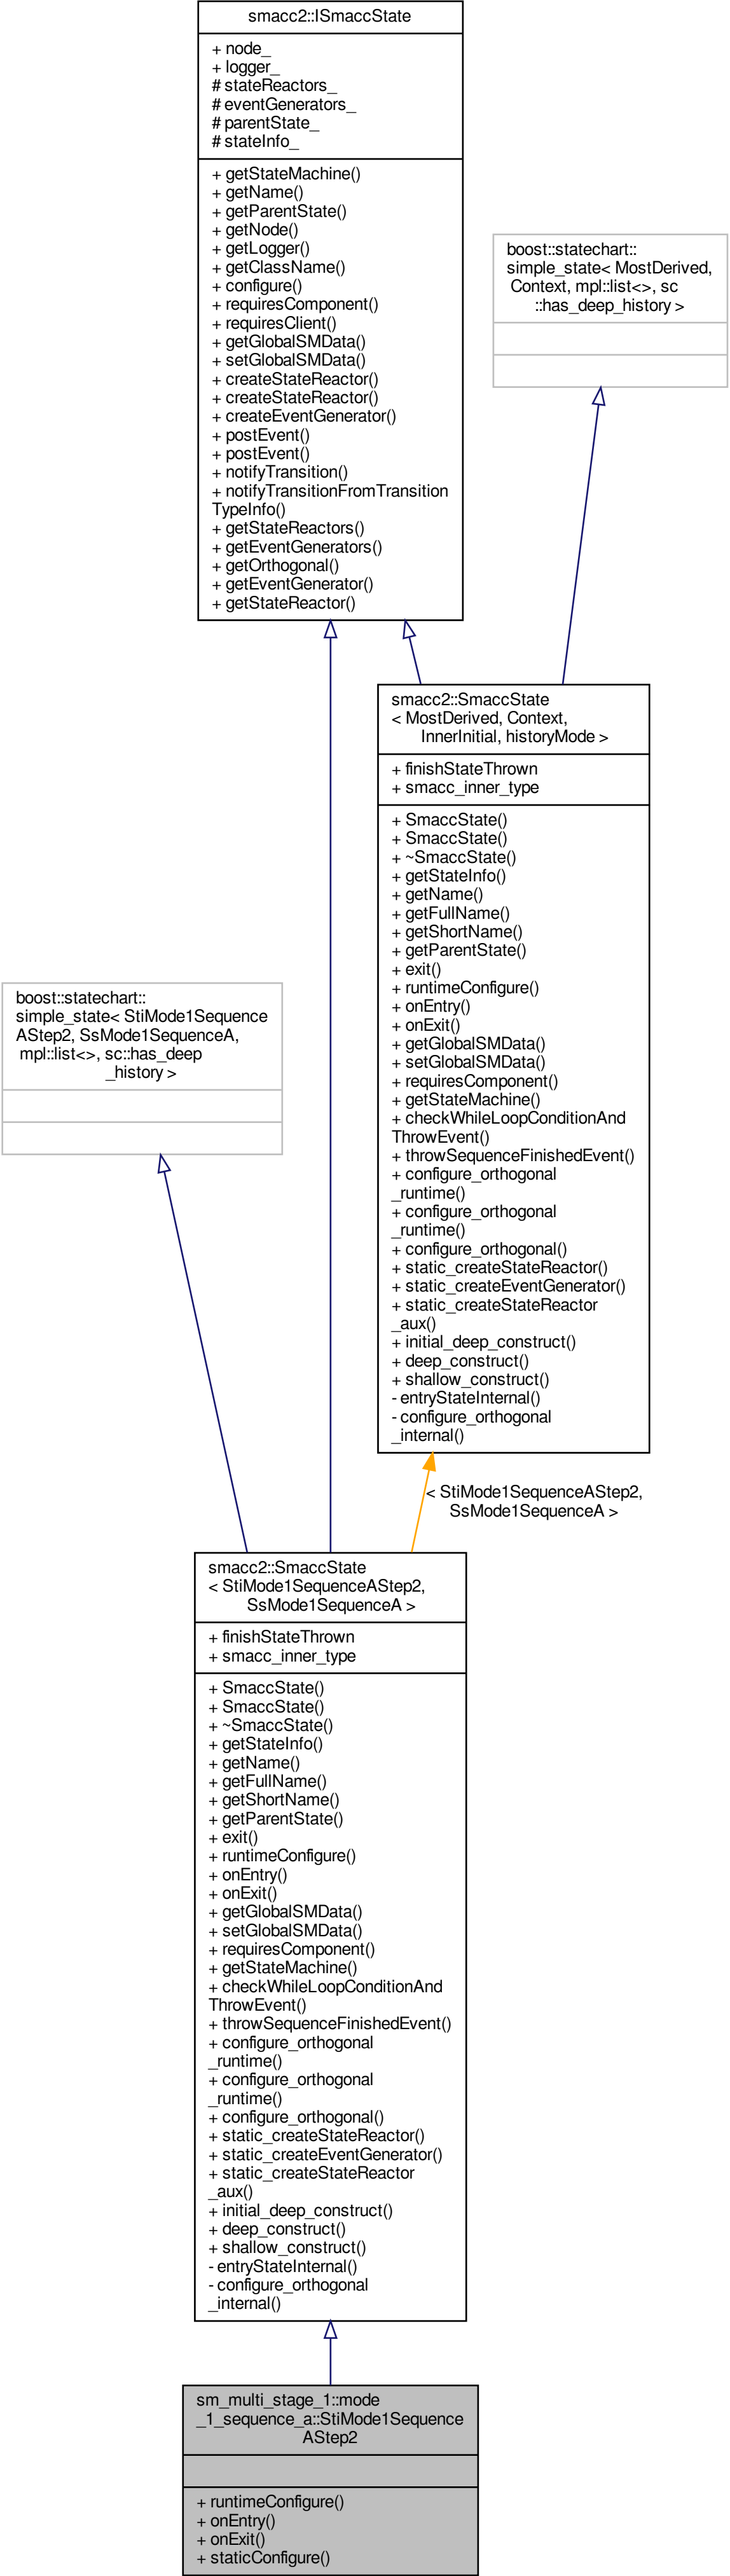 smacc2::ISmaccState
+ node_
+ logger_
# stateReactors_
# eventGenerators_
# parentState_
# stateInfo_
+ getStateMachine()
+ getName()
+ getParentState()
+ getNode()
+ getLogger()
+ getClassName()
+ configure()
+ requiresComponent()
+ requiresClient()
+ getGlobalSMData()
+ setGlobalSMData()
+ createStateReactor()
+ createStateReactor()
+ createEventGenerator()
+ postEvent()
+ postEvent()
+ notifyTransition()
+ notifyTransitionFromTransition
TypeInfo()
+ getStateReactors()
+ getEventGenerators()
+ getOrthogonal()
+ getEventGenerator()
+ getStateReactor()
boost::statechart::
simple_state< MostDerived,
Context, mpl::list<>, sc
::has_deep_history >
smacc2::SmaccState
< MostDerived, Context,
InnerInitial, historyMode >
+ finishStateThrown
+ smacc_inner_type
+ SmaccState()
+ SmaccState()
+ ~SmaccState()
+ getStateInfo()
+ getName()
+ getFullName()
+ getShortName()
+ getParentState()
+ exit()
+ runtimeConfigure()
+ onEntry()
+ onExit()
+ getGlobalSMData()
+ setGlobalSMData()
+ requiresComponent()
+ getStateMachine()
+ checkWhileLoopConditionAnd
ThrowEvent()
+ throwSequenceFinishedEvent()
+ configure_orthogonal
_runtime()
+ configure_orthogonal
_runtime()
+ configure_orthogonal()
+ static_createStateReactor()
+ static_createEventGenerator()
+ static_createStateReactor
_aux()
+ initial_deep_construct()
+ deep_construct()
+ shallow_construct()
- entryStateInternal()
- configure_orthogonal
_internal()
boost::statechart::
simple_state< StiMode1Sequence
AStep2, SsMode1SequenceA,
mpl::list<>, sc::has_deep
_history >
< StiMode1SequenceAStep2,
SsMode1SequenceA >
smacc2::SmaccState
< StiMode1SequenceAStep2,
SsMode1SequenceA >
+ finishStateThrown
+ smacc_inner_type
+ SmaccState()
+ SmaccState()
+ ~SmaccState()
+ getStateInfo()
+ getName()
+ getFullName()
+ getShortName()
+ getParentState()
+ exit()
+ runtimeConfigure()
+ onEntry()
+ onExit()
+ getGlobalSMData()
+ setGlobalSMData()
+ requiresComponent()
+ getStateMachine()
+ checkWhileLoopConditionAnd
ThrowEvent()
+ throwSequenceFinishedEvent()
+ configure_orthogonal
_runtime()
+ configure_orthogonal
_runtime()
+ configure_orthogonal()
+ static_createStateReactor()
+ static_createEventGenerator()
+ static_createStateReactor
_aux()
+ initial_deep_construct()
+ deep_construct()
+ shallow_construct()
- entryStateInternal()
- configure_orthogonal
_internal()
sm_multi_stage_1::mode
_1_sequence_a::StiMode1Sequence
AStep2
+ runtimeConfigure()
+ onEntry()
+ onExit()
+ staticConfigure()